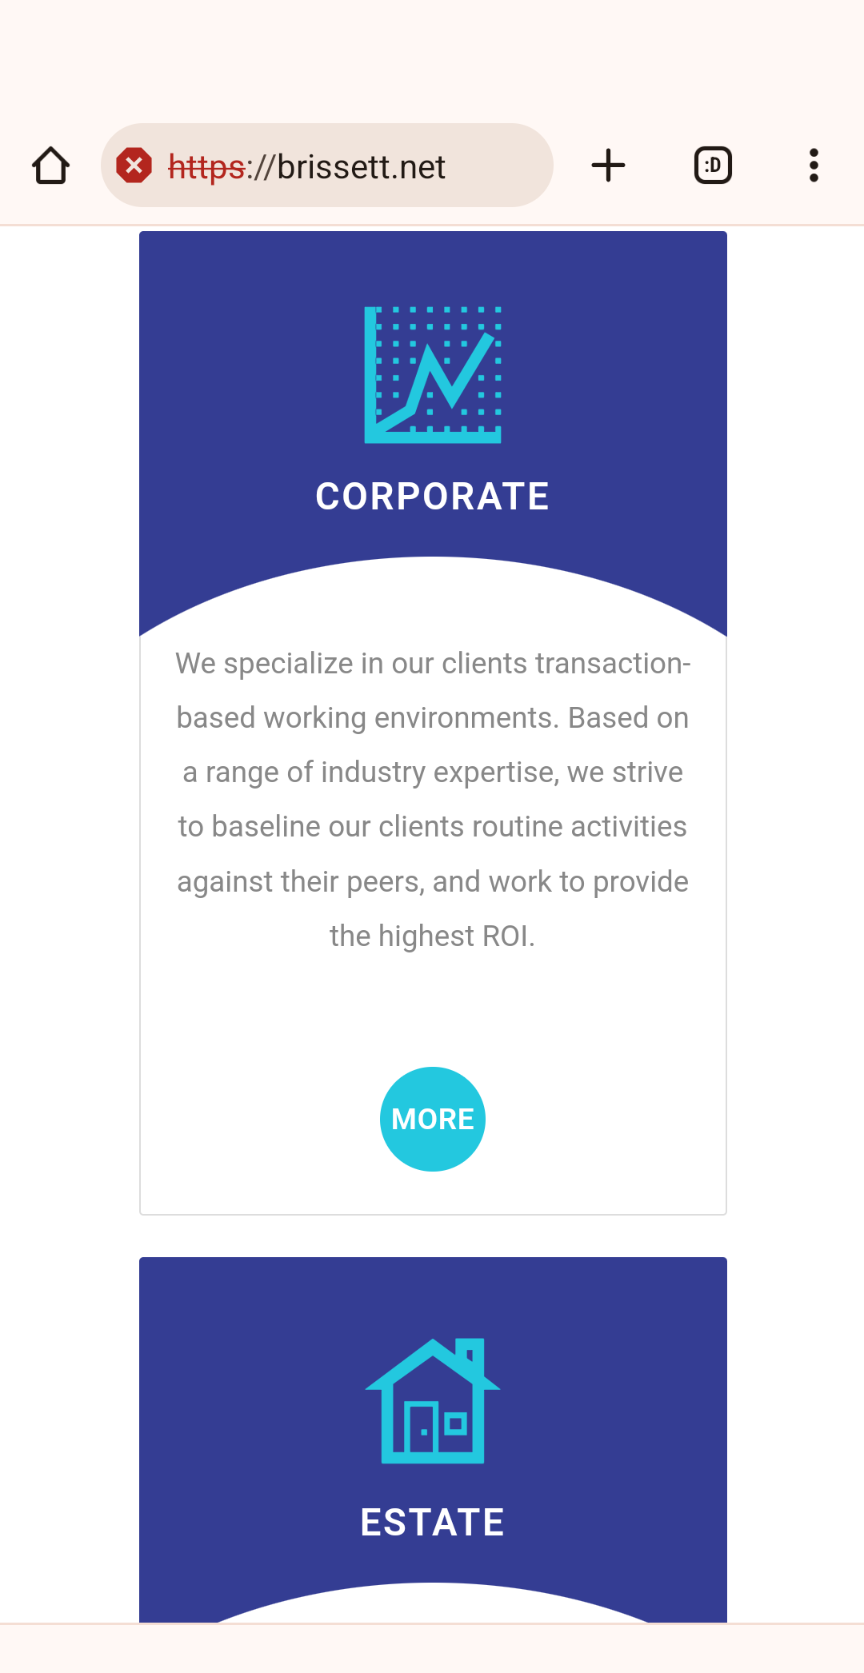 https://brissett.net
:D
CORPORATE
We specialize in our clients transaction-
based working environments. Based on
a range of industry expertise, we strive
to baseline our clients routine activities
against their peers, and work to provide
the highest ROI.
MORE
ESTATE